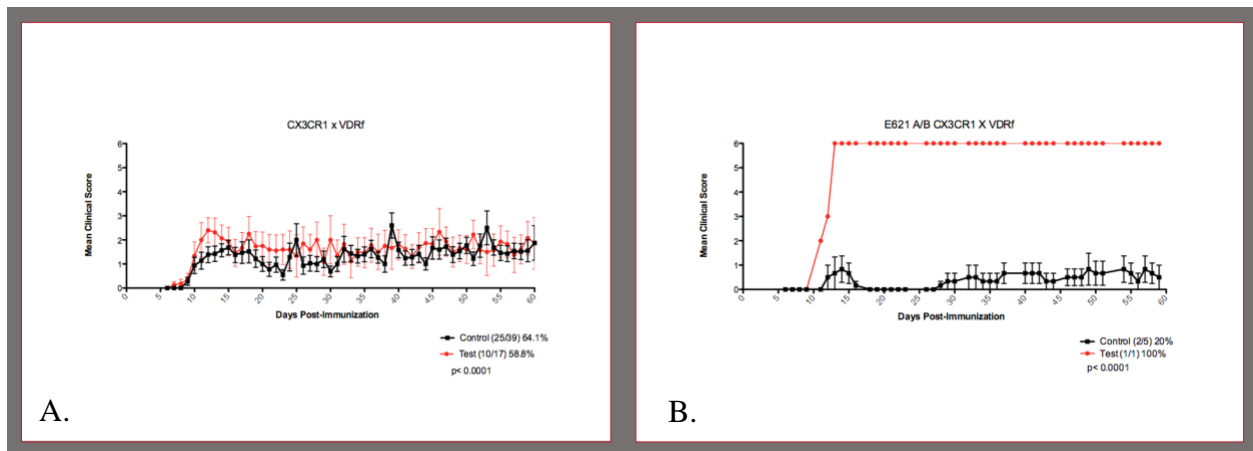 CX3CR1 x VDRf
6
5
4
3
2
1
0
Mean Clinical Score
0 5 10 15 20 25 30 35 40 45 50 55 60
Days Post-Immunization
Control (25/39) 64.1%
Test (10/17) 58.8%
p< 0.0001
A.
E621 A/B CX3CR1 X VDRf
6
5
4
3
2
1
0
Mean Clinical Score
0 5 10 15 20 25 30 35 40 45 50 55 60
Days Post-Immunization
Control (2/5) 20%
Test (1/1) 100%
p< 0.0001
B.